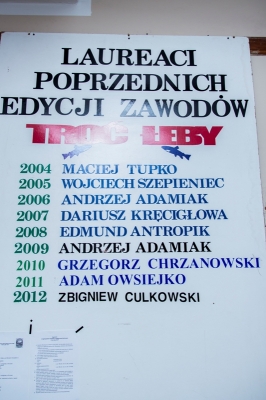 LAUREACI
POPRZEDNICH
EDYCJI ZAWODÓW
TROĆ ŁEBY
2004 MACIEJ TUPKO
2005 WOJCIECH SZEPIENIEC
2006 ANDRZEJ ADAMIAK
2007 DARIUSZ KRĘCIGŁOWA
2008 EDMUND ANTROPIK
2009 ANDRZEJ ADAMIAK
2010 GRZEGORZ CHRZANOWSKI
2011 ADAM OWSIEJKO
2012 ZBIGNIEW CULKOWSKI